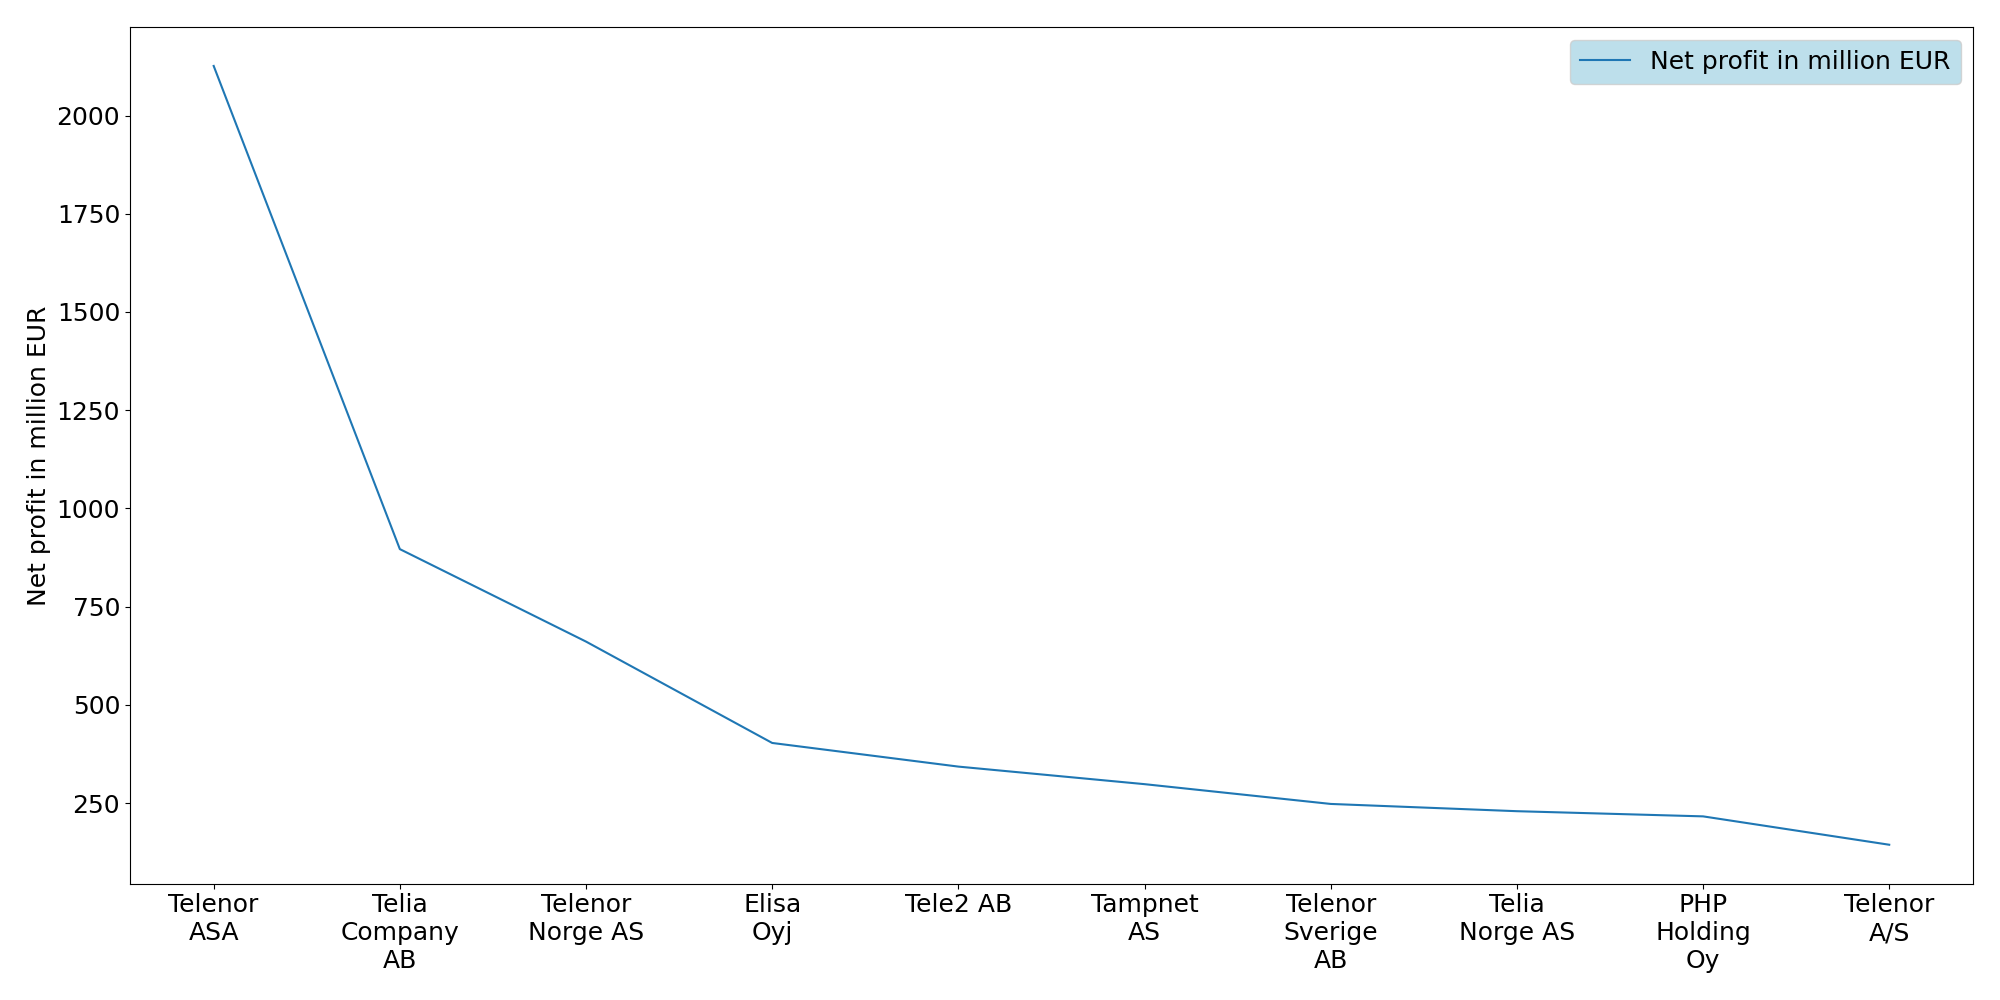 Net profit in million EUR
Net profit in million EUR
2000
1750
1500
1250
1000
750
500
250
Telenor
ASA
Telia
Company
AB
Telenor
Norge AS
Elisa
Oyj
Tele2 AB
Tampnet
AS
Telenor
Sverige
AB
Telia
Norge AS
PHP
Holding
Oy
Telenor
A/S